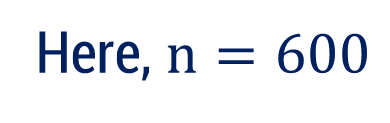 Here, n = 600